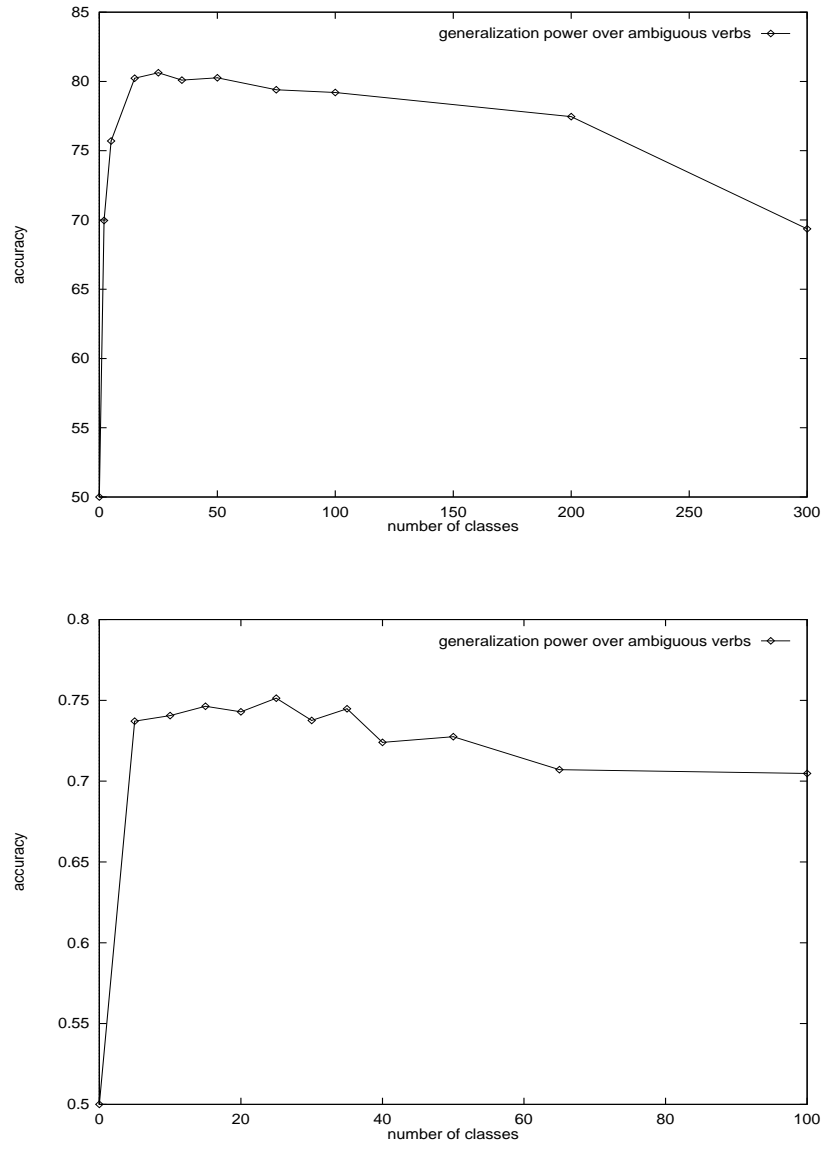 85
generalization power over ambiguous verbs
80
75
70
accuracy
65
60
55
50
0 50 100 150 200 250 300
number of classes
0.8
generalization power over ambiguous verbs
0.75
0.7
accuracy
0.65
0.6
0.55
0.5
0 20 40 60 80 100
number of classes